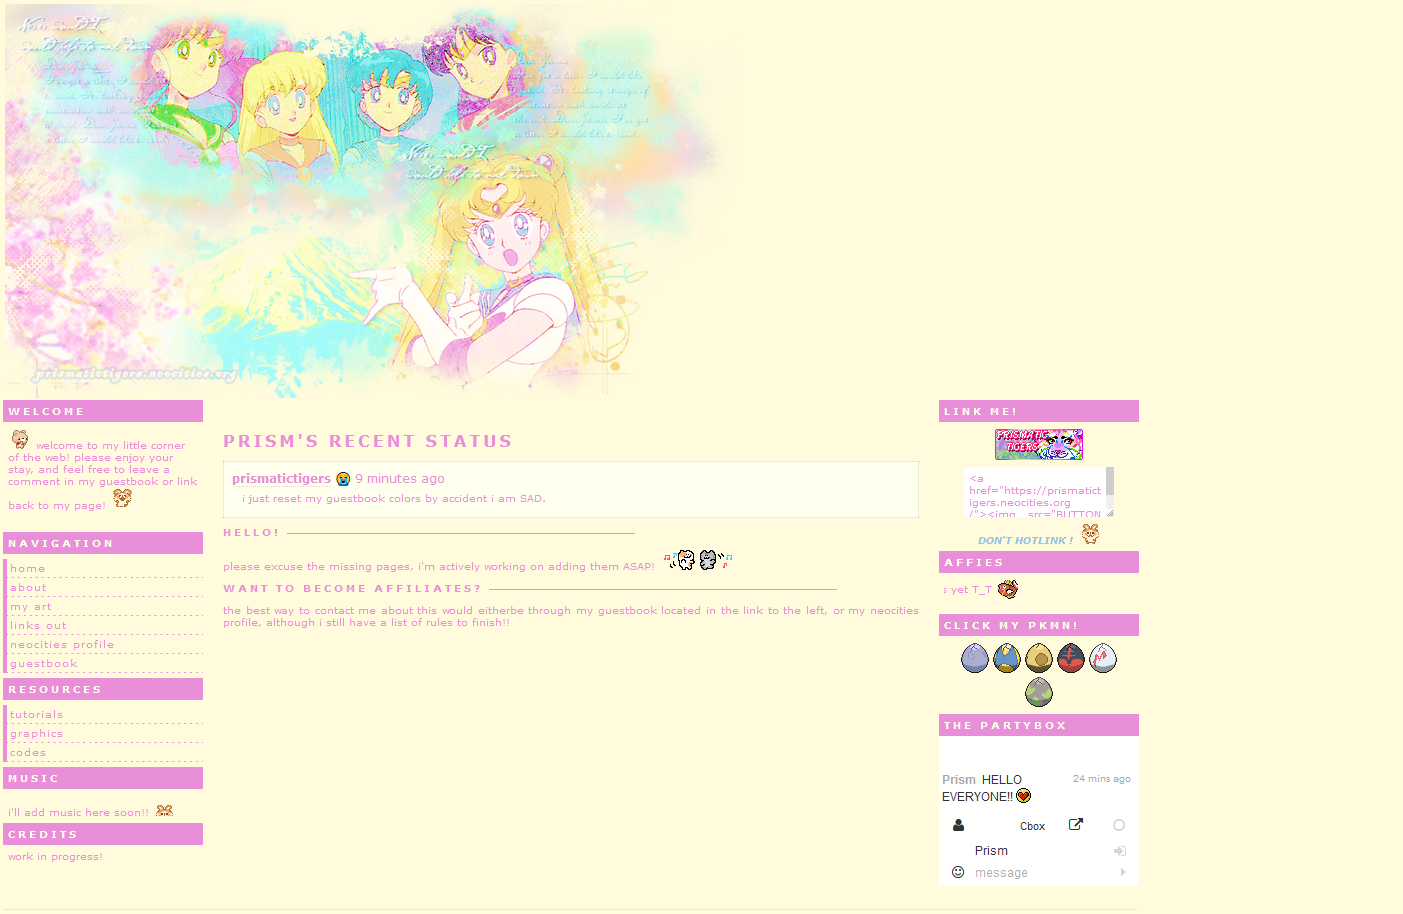 prismatictigers.neocities.org
WELCOME
welcome to my little corner
of the web! please enjoy your
stay, and feel free to leave a
comment in my guestbook or link
back to my page!
NAVIGATION
home
about
my art
links out
neocities profile
guestbook
RESOURCES
tutorials
graphics
codes
MUSIC
i'll add music here soon!!
CREDITS
work in progress!
PRISM'S RECENT STATUS
prismatictigers 9 minutes ago
i just reset my guestbook colors by accident i am SAD.
HELLO!
please excuse the missing pages, i'm actively working on adding them ASAP!
WANT TO BECOME AFFILIATES?
the best way to contact me about this would eitherbe through my guestbook located in the link to the left, or my neocities
profile, although i still have a list of rules to finish!!
LINK ME!
PRISMATIC
TIGERS
<a
href="https://prismatict
igers.neocities.org
/"><img src="BUTTON
DON'T HOTLINK !
AFFIES
s yet T_T
CLICK MY PKMN!
THE PARTYBOX
Prism HELLO 24 mins ago
EVERYONE!!
Cbox
Prism
message